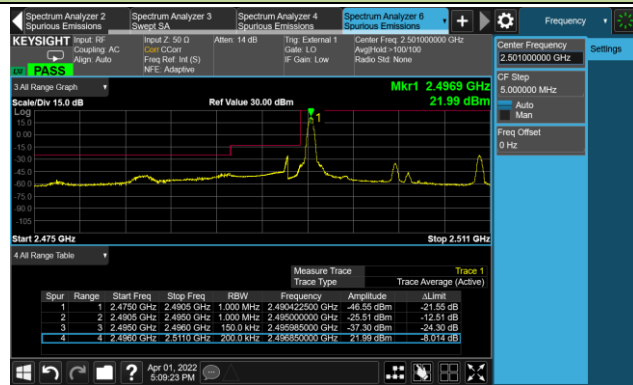 Spectrum Analyzer 2
Spurious Emissions
Spectrum Analyzer 3
Swept SA
Spectrum Analyzer 4
Spurious Emissions
Spectrum Analyzer 6
Spurious Emissions
Frequency
KEYSIGHT
Input: RF
Coupling: AC
Align: Auto
Input Z: 50 Ω
Corr CCorr
Freq Ref: Int (S)
NFE: Adaptive
Atten: 14 dB
Trig: External 1
Gate: LO
IF Gain: Low
Center Freq: 2.501000000 GHz
Avg|Hold:>100/100
Radio Std: None
PASS
Center Frequency
2.501000000 GHz
Settings
CF Step
5.000000 MHz
Auto
Man
Freq Offset
0 Hz
3 All Range Graph
Mkr1 2.4969 GHz
Scale/Div 15.0 dB
Ref Value 30.00 dBm
21.99 dBm
Log
15.0
0.00
-15.0
-30.0
-45.0
-60.0
-75.0
-90.0
-105
1
Start 2.475 GHz
Stop 2.511 GHz
4 All Range Table
Measure Trace Trace 1
Trace Type Trace Average (Active)
Spur Range Start Freq Stop Freq RBW Frequency Amplitude ΔLimit
1 1 2.4750 GHz 2.4905 GHz 1.000 MHz 2.490422500 GHz -46.55 dBm -21.55 dB
2 2 2.4905 GHz 2.4950 GHz 1.000 MHz 2.495000000 GHz -25.51 dBm -12.51 dB
3 3 2.4950 GHz 2.4960 GHz 150.0 kHz 2.495985000 GHz -37.30 dBm -24.30 dB
4 4 2.4960 GHz 2.5110 GHz 200.0 kHz 2.496850000 GHz 21.99 dBm -8.014 dB
Apr 01, 2022
5:09:23 PM